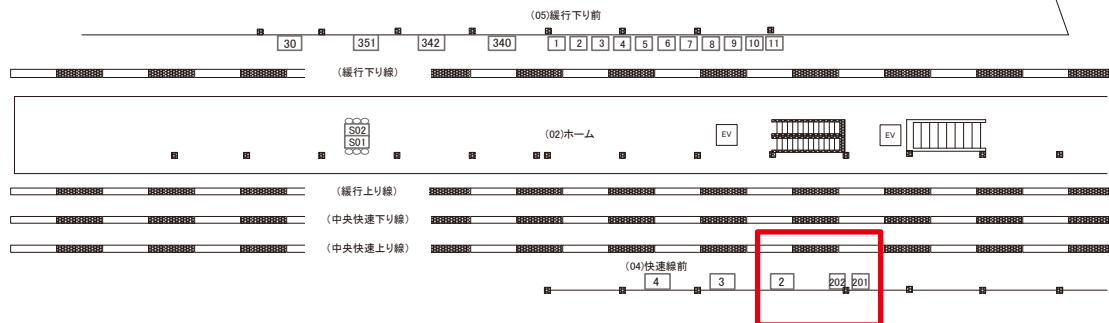 (05)緩行下り前
30 351 342 340 1 2 3 4 5 6 7 8 9 10 11
(緩行下り線)
S02
S01
(02)ホーム
EV
EV
(緩行上り線)
(中央快速下り線)
(中央快速上り線)
(04)快速線前
4 3 2 202 201